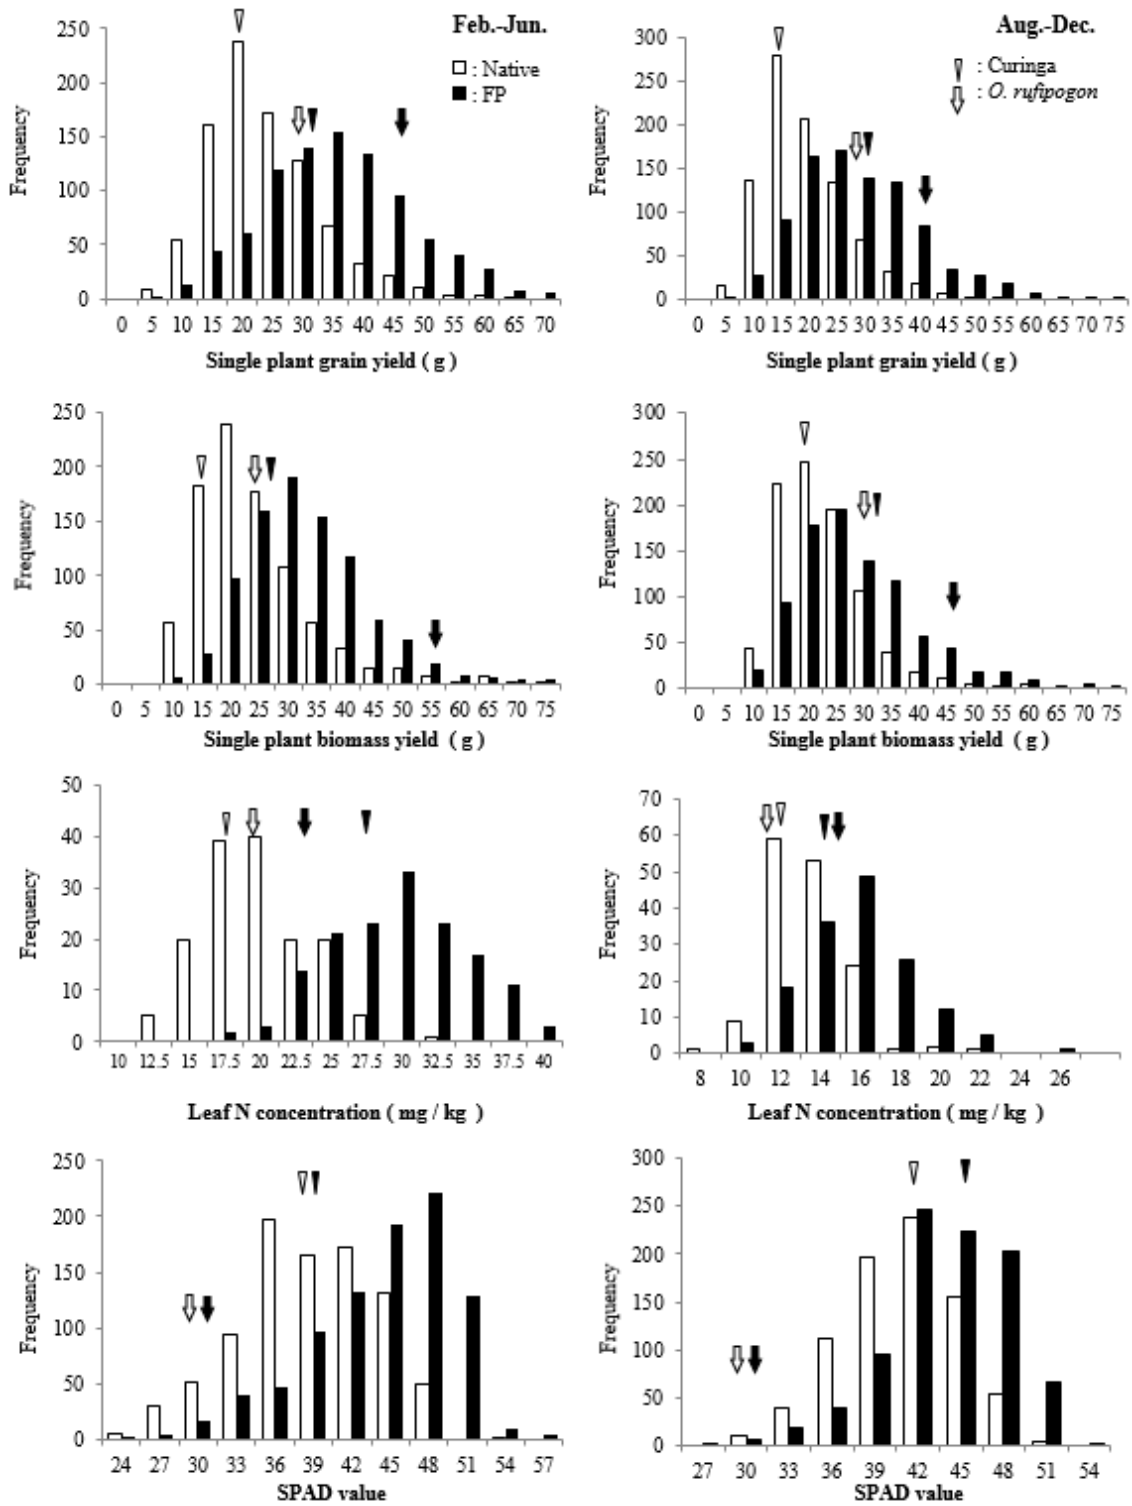 Feb.-Jun.
: Native
: FP
250
200
150
100
50
0
Frequency
0 5 10 15 20 25 30 35 40 45 50 55 60 65 70
Single plant grain yield ( g )
Aug.-Dec.
: Curinga
: O. rufipogon
300
250
200
150
100
50
0
Frequency
0 5 10 15 20 25 30 35 40 45 50 55 60 65 70 75
Single plant grain yield ( g )
250
200
150
100
50
0
Frequency
0 5 10 15 20 25 30 35 40 45 50 55 60 65 70 75
Single plant biomass yield ( g )
300
250
200
150
100
50
0
Frequency
0 5 10 15 20 25 30 35 40 45 50 55 60 65 70 75
Single plant biomass yield ( g )
50
40
30
20
10
0
Frequency
10 12.5 15 17.5 20 22.5 25 27.5 30 32.5 35 37.5 40
Leaf N concentration ( mg / kg )
70
60
50
40
30
20
10
0
Frequency
8 10 12 14 16 18 20 22 24 26
Leaf N concentration ( mg / kg )
250
200
150
100
50
0
Frequency
24 27 30 33 36 39 42 45 48 51 54 57
SPAD value
300
250
200
150
100
50
0
Frequency
27 30 33 36 39 42 45 48 51 54
SPAD value